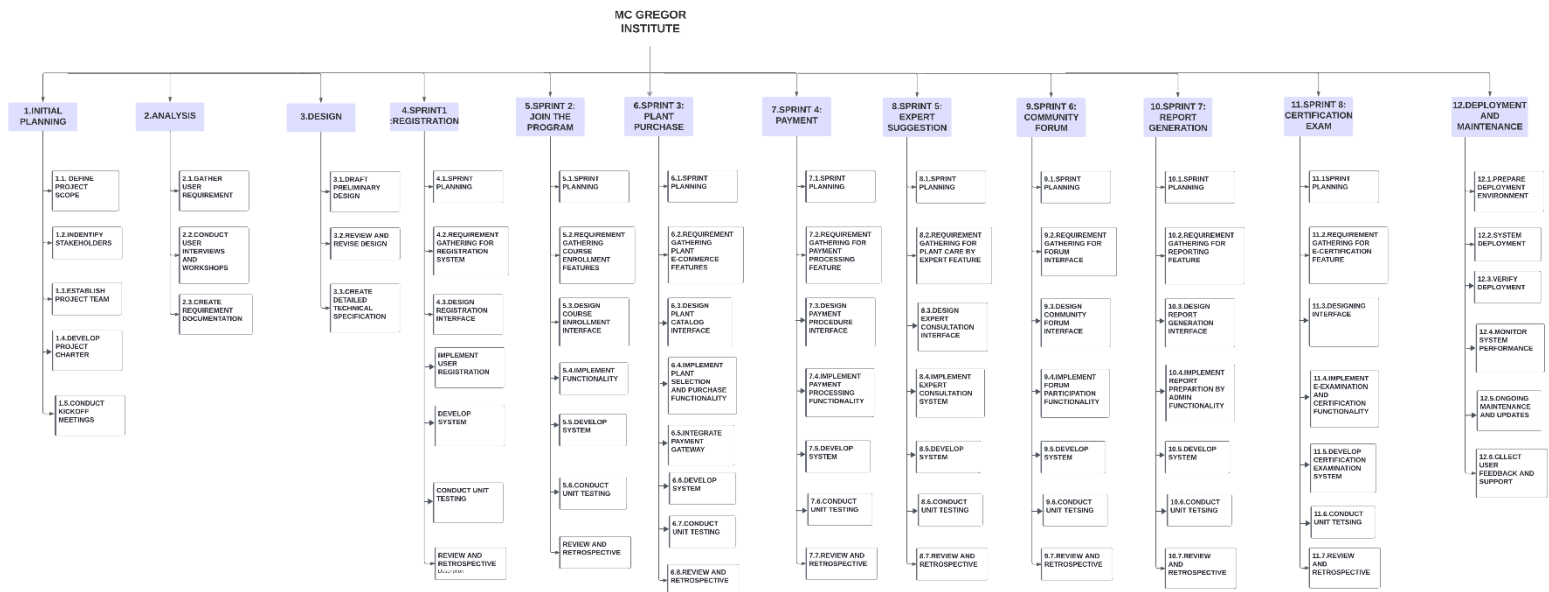 MC GREGOR
INSTITUTE
1.INITIAL
PLANNING
1.1. DEFINE
PROJECT
SCOPE
1.2.INDENTIFY
STAKEHOLDERS
1.3.ESTABLISH
PROJECT TEAM
1.4.DEVELOP
PROJECT
CHARTER
1.5.CONDUCT
KICKOFF
MEETINGS
2.ANALYSIS
2.1.GATHER
USER
REQUIREMENT
2.2.CONDUCT
USER
INTERVIEWS
AND
WORKSHOPS
2.3.CREATE
REQUIREMENT
DOCUMENTATION
3.DESIGN
3.1.DRAFT
PRELIMINARY
DESIGN
3.2.REVIEW AND
REVISE DESIGN
3.3.CREATE
DETAILED
TECHNICAL
SPECIFICATION
4.SPRINT1
:REGISTRATION
4.1.SPRINT
PLANNING
4.2.REQUIREMENT
GATHERING FOR
REGISTRATION
SYSTEM
4.3.DESIGN
REGISTRATION
INTERFACE
IMPLEMENT
USER
REGISTRATION
DEVELOP
SYSTEM
CONDUCT UNIT
TESTING
REVIEW AND
RETROSPECTIVE
Description
5.SPRINT 2:
JOIN THE
PROGRAM
5.1.SPRINT
PLANNING
5.2.REQUIREMENT
GATHERING
COURSE
ENROLLMENT
FEATURES
5.3.DESIGN
COURSE
ENROLLMENT
INTERFACE
5.4.IMPLEMENT
FUNCTIONALITY
5.5.DEVELOP
SYSTEM
5.6.CONDUCT
UNIT TESTING
REVIEW AND
RETROSPECTIVE
6.SPRINT 3:
PLANT
PURCHASE
6.1.SPRINT
PLANNING
6.2.REQUIREMENT
GATHERING
PLANT
E-COMMERCE
FEATURES
6.3.DESIGN
PLANT
CATALOG
INTERFACE
6.4.IMPLEMENT
PLANT
SELECTION
AND PURCHASE
FUNCTIONALITY
6.5.INTEGRATE
PAYMENT
GATEWAY
6.6.DEVELOP
SYSTEM
6.7.CONDUCT
UNIT TESTING
6.8.REVIEW AND
RETROSPECTIVE
7.SPRINT 4:
PAYMENT
7.1.SPRINT
PLANNING
7.2.REQUIREMENT
GATHERING FOR
PAYMENT
PROCESSING
FEATURE
7.3.DESIGN
PAYMENT
PROCEDURE
INTERFACE
7.4.IMPLEMENT
PAYMENT
PROCESSING
FUNCTIONALITY
7.5.DEVELOP
SYSTEM
7.6.CONDUCT
UNIT TESTING
7.7.REVIEW AND
RETROSPECTIVE
8.SPRINT 5:
EXPERT
SUGGESTION
8.1.SPRINT
PLANNING
8.2.REQUIREMENT
GATHERING FOR
PLANT CARE BY
EXPERT FEATURE
8.3.DESIGN
EXPERT
CONSULTATION
INTERFACE
8.4.IMPLEMENT
EXPERT
CONSULTATION
SYSTEM
8.5.DEVELOP
SYSTEM
8.6.CONDUCT
UNIT TETSING
8.7.REVIEW AND
RETROSPECTIVE
9.SPRINT 6:
COMMUNITY
FORUM
9.1.SPRINT
PLANNING
9.2.REQUIREMENT
GATHERING FOR
FORUM
INTERFACE
9.3.DESIGN
COMMUNITY
FORUM
INTERFACE
9.4.IMPLEMENT
FORUM
PARTICIPATION
FUNCTIONALITY
9.5.DEVELOP
SYSTEM
9.6.CONDUCT
UNIT TETSING
9.7.REVIEW AND
RETROSPECTIVE
10.SPRINT 7:
REPORT
GENERATION
10.1.SPRINT
PLANNING
10.2.REQUIREMENT
GATHERING FOR
REPORTING
FEATURE
10.3.DESIGN
REPORT
GENERATION
INTERFACE
10.4.IMPLEMENT
REPORT
PREPARTION BY
ADMIN
FUNCTIONALITY
10.5.DEVELOP
SYSTEM
10.6.CONDUCT
UNIT TETSING
10.7.REVIEW
AND
RETROSPECTIVE
11.SPRINT 8:
CERTIFICATION
EXAM
11.1SPRINT
PLANNING
11.2.REQUIREMENT
GATHERING FOR
E-CERTIFICATION
FEATURE
11.3.DESIGNING
INTERFACE
11.4.IMPLEMENT
E-EXAMINATION
AND
CERTIFICATION
FUNCTIONALITY
11.5.DEVELOP
CERTIFICATION
EXAMINATION
SYSTEM
11.6.CONDUCT
UNIT TETSING
11.7.REVIEW
AND
RETROSPECTIVE
12.DEPLOYMENT
AND
MAINTENANCE
12.1.PREPARE
DEPLOYMENT
ENVIRONMENT
12.2.SYSTEM
DEPLOYMENT
12.3.VERIFY
DEPLOYMENT
12.4.MONITOR
SYSTEM
PERFORMANCE
12.5.ONGOING
MAINTENANCE
AND UPDATES
12.6.CLLECT
USER
FEEDBACK AND
SUPPORT